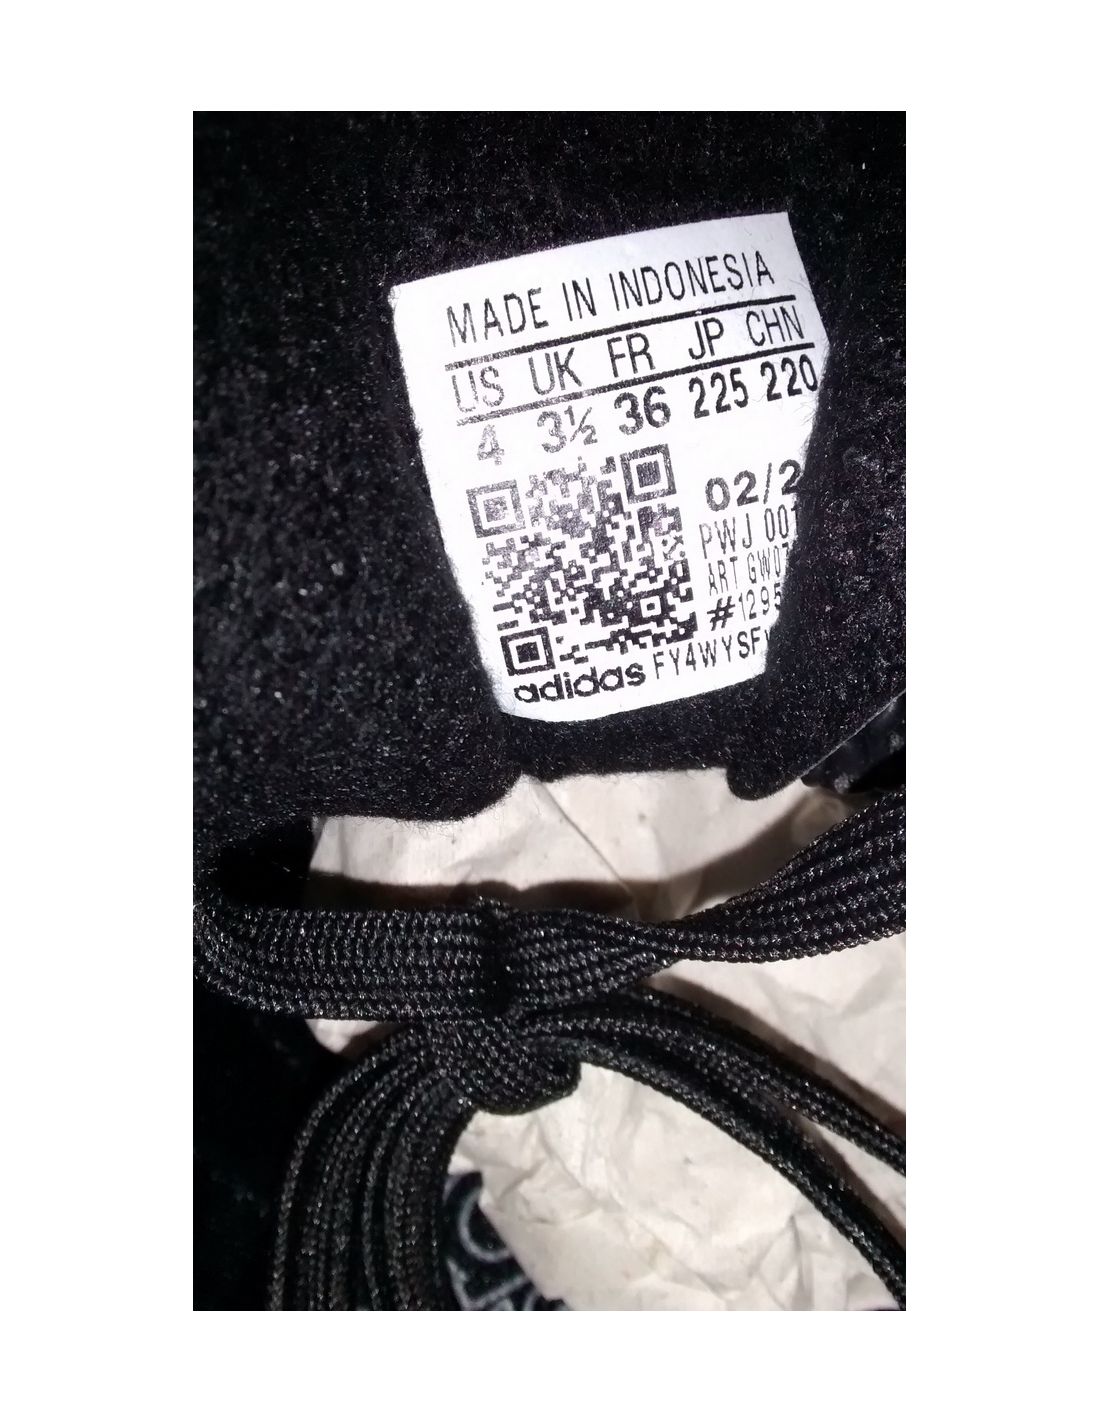 MADE IN INDONESIA
US UK FR JP CHN
4 3½ 36 225 220
02/2
PWJ 001
ART GW07
#1295
adidas FY4WYSF